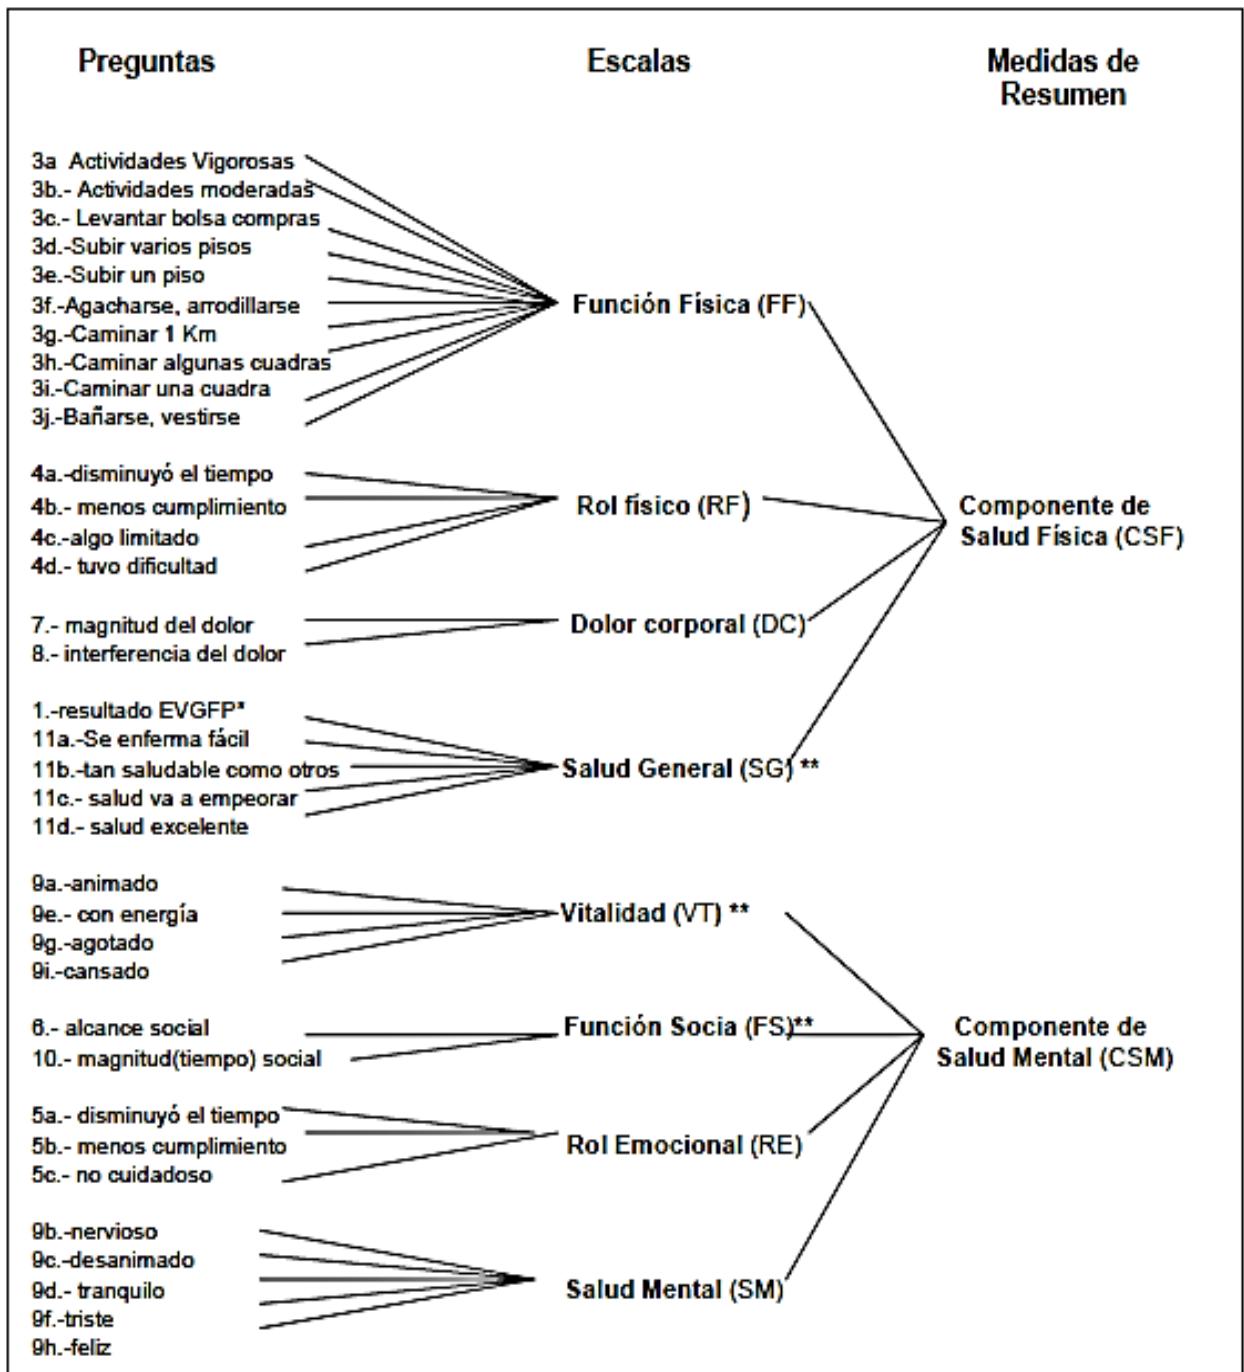 Preguntas
Escalas
Medidas de
Resumen
3a Actividades Vigorosas
3b.- Actividades moderadas
3c.- Levantar bolsa compras
3d.-Subir varios pisos
3e.-Subir un piso
3f.-Agacharse, arrodillarse
3g.-Caminar 1 Km
3h.-Caminar algunas cuadras
3i.-Caminar una cuadra
3j.-Bañarse, vestirse
Función Física (FF)
4a.-disminuyó el tiempo
4b.- menos cumplimiento
4c.-algo limitado
4d.- tuvo dificultad
Rol físico (RF)
7.- magnitud del dolor
8.- interferencia del dolor
Dolor corporal (DC)
1.-resultado EVGFP*
11a.-Se enferma fácil
11b.-tan saludable como otros
11c.- salud va a empeorar
11d.- salud excelente
Salud General (SG) **
Componente de
Salud Física (CSF)
9a.-animado
9e.- con energía
9g.-agotado
9i.-cansado
Vitalidad (VT) **
6.- alcance social
10.- magnitud(tiempo) social
Función Socia (FS)**
5a.- disminuyó el tiempo
5b.- menos cumplimiento
5c.- no cuidadoso
Rol Emocional (RE)
9b.-nervioso
9c.-desanimado
9d.- tranquilo
9f.-triste
9h.-feliz
Salud Mental (SM)
Componente de
Salud Mental (CSM)